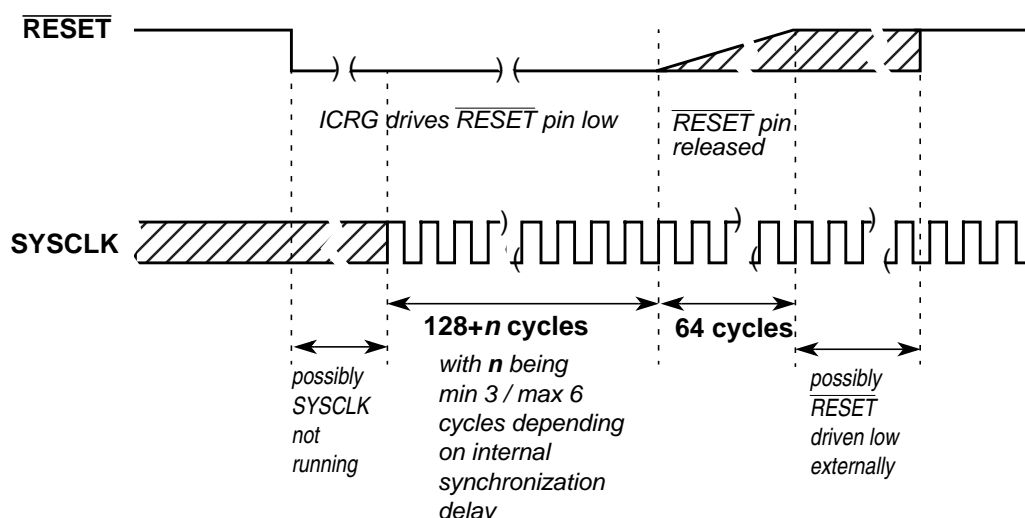 RESET
ICRG drives RESET pin low
RESET pin
released
SYSCLK
128+n cycles
with n being
min 3 / max 6
cycles depending
on internal
synchronization
delay
64 cycles
possibly
SYSCLK
not
running
possibly
RESET
driven low
externally